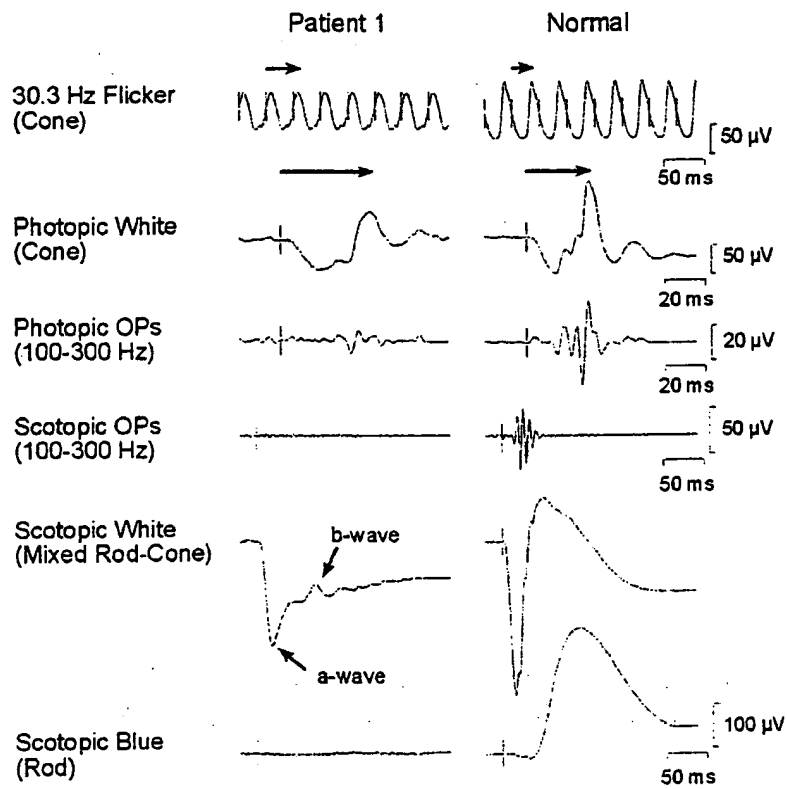 Patient 1 Normal
30.3 Hz Flicker
(Cone)
50 µV
50 ms
Photopic White
(Cone)
50 µV
20 ms
Photopic OPs
(100-300 Hz)
20 µV
20 ms
Scotopic OPs
(100-300 Hz)
50 µV
50 ms
Scotopic White
(Mixed Rod-Cone)
b-wave
a-wave
Scotopic Blue
(Rod)
100 µV
50 ms